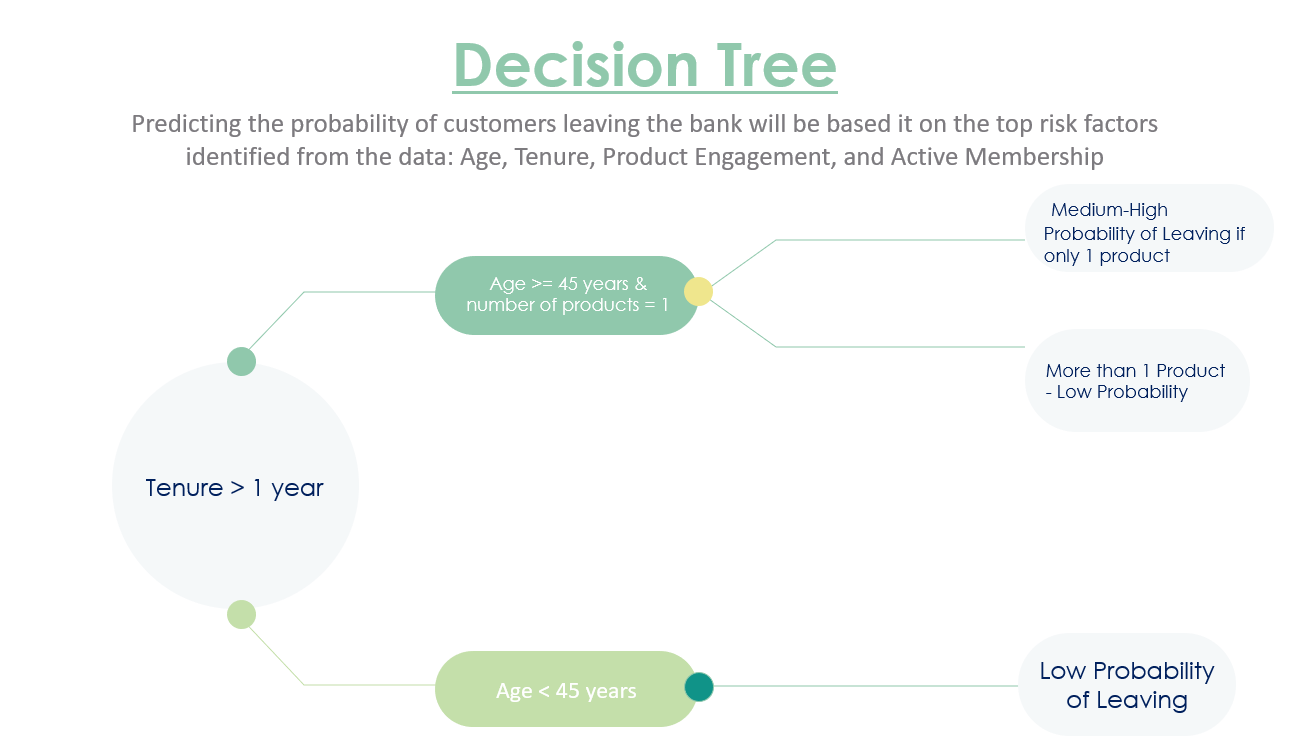 Decision Tree
Predicting the probability of customers leaving the bank will be based it on the top risk factors
identified from the data: Age, Tenure, Product Engagement, and Active Membership
Medium-High
Probability of Leaving if
only 1 product
Age >= 45 years &
number of products = 1
More than 1 Product
- Low Probability
Tenure > 1 year
Age < 45 years
Low Probability
of Leaving